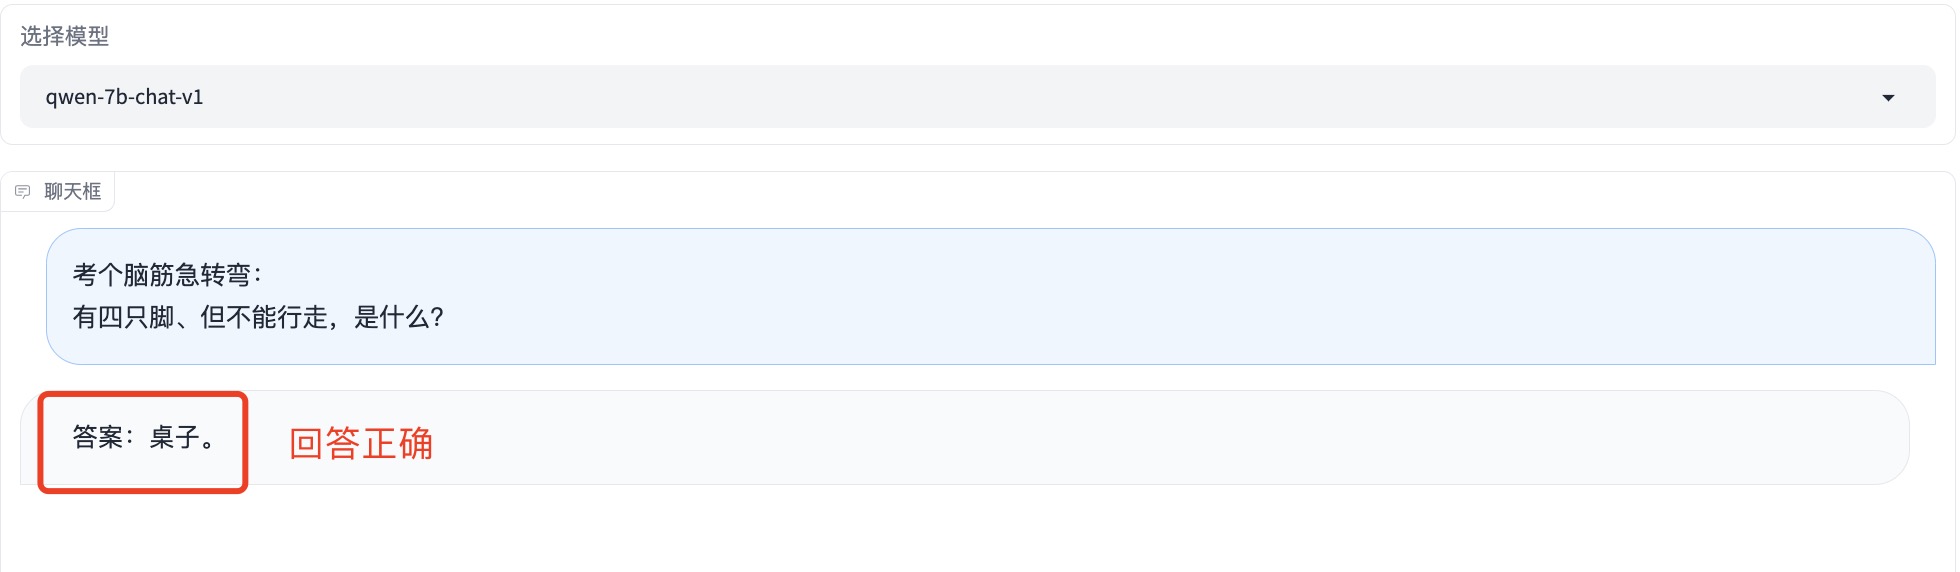 选择模型
qwen-7b-chat-v1
聊天框
考个脑筋急转弯：
有四只脚、但不能行走，是什么？
答案：桌子。
回答正确